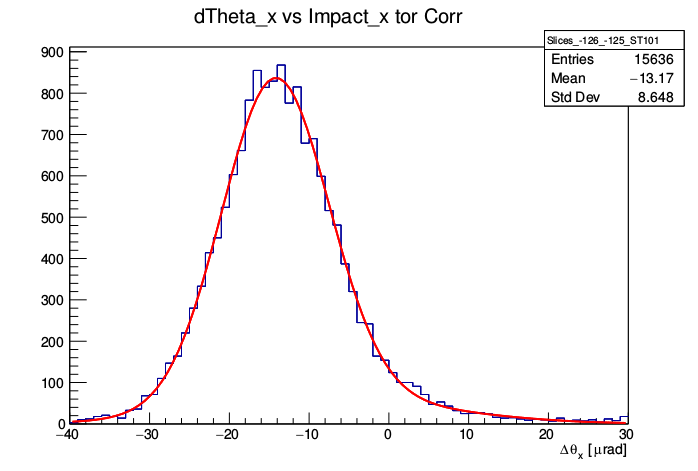 dTheta_x vs Impact_x tor Corr
Slices_-126_-125_ST101
Entries 15636
Mean −13.17
Std Dev 8.648
900
800
700
600
500
400
300
200
100
0
−40 −30 −20 −10 0 10 20 30
Δθx [μrad]